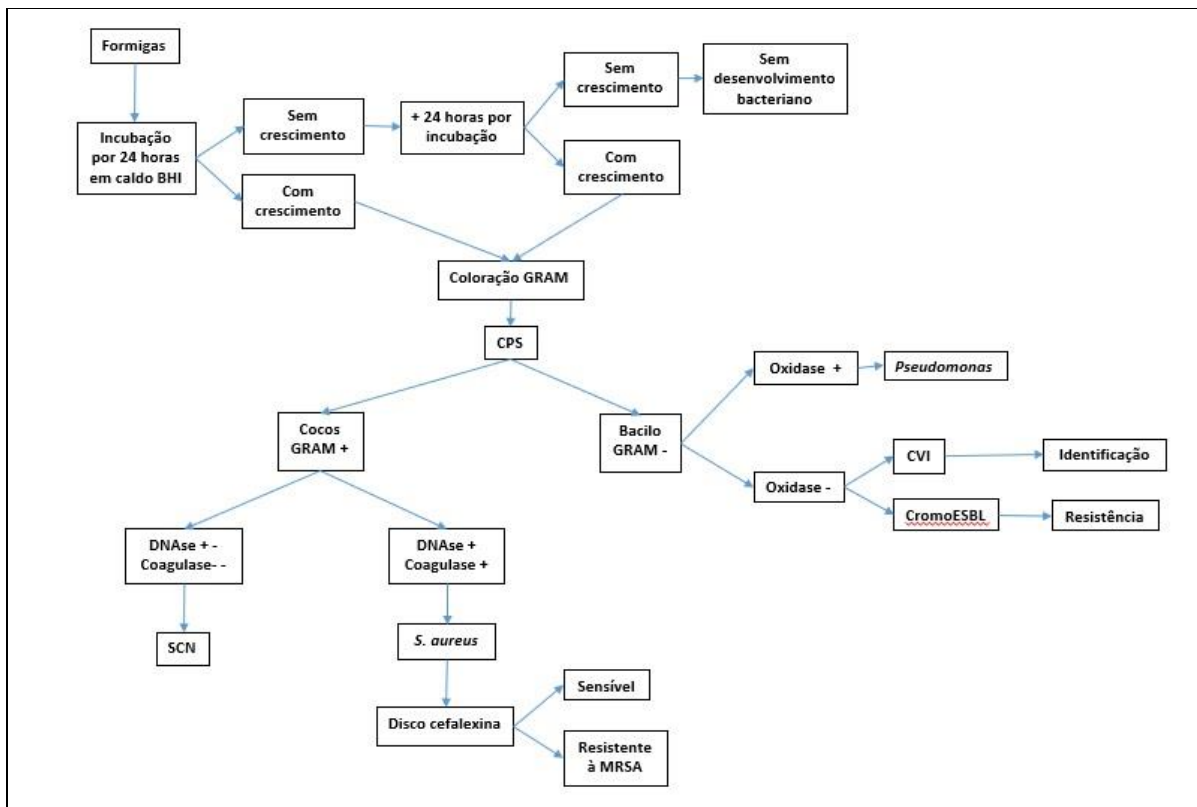 Formigas
Incubação
por 24 horas
em caldo BHI
Sem
crescimento
Com
crescimento
+ 24 horas por
incubação
Sem
crescimento
Com
crescimento
Sem
desenvolvimento
bacteriano
Coloração GRAM
CPS
Cocos
GRAM +
Bacilo
GRAM -
Oxidase +
Pseudomonas
Oxidase -
CVI
Identificação
CromoESBL
Resistência
DNAse + -
Coagulase- -
DNAse +
Coagulase +
SCN
S. aureus
Disco cefalexina
Sensível
Resistente
à MRSA